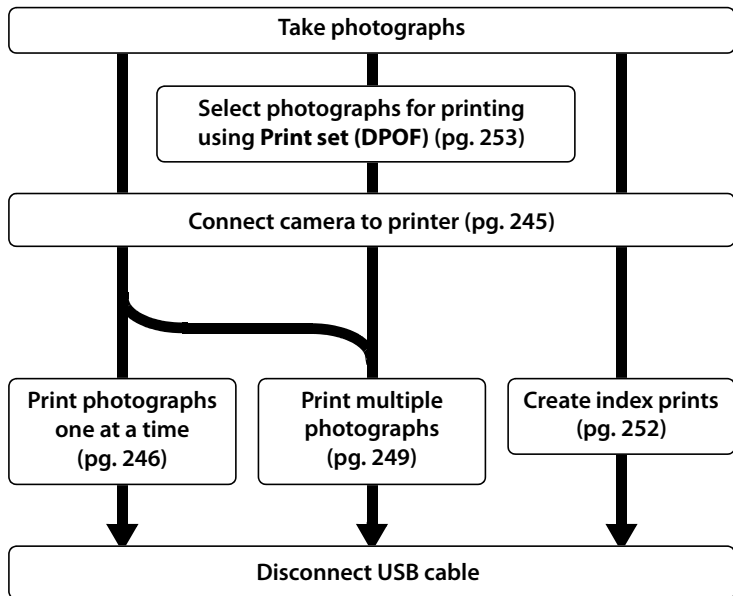 Take photographs
Select photographs for printing
using Print set (DPOF) (pg. 253)
Connect camera to printer (pg. 245)
Print photographs
one at a time
(pg. 246)
Print multiple
photographs
(pg. 249)
Create index prints
(pg. 252)
Disconnect USB cable